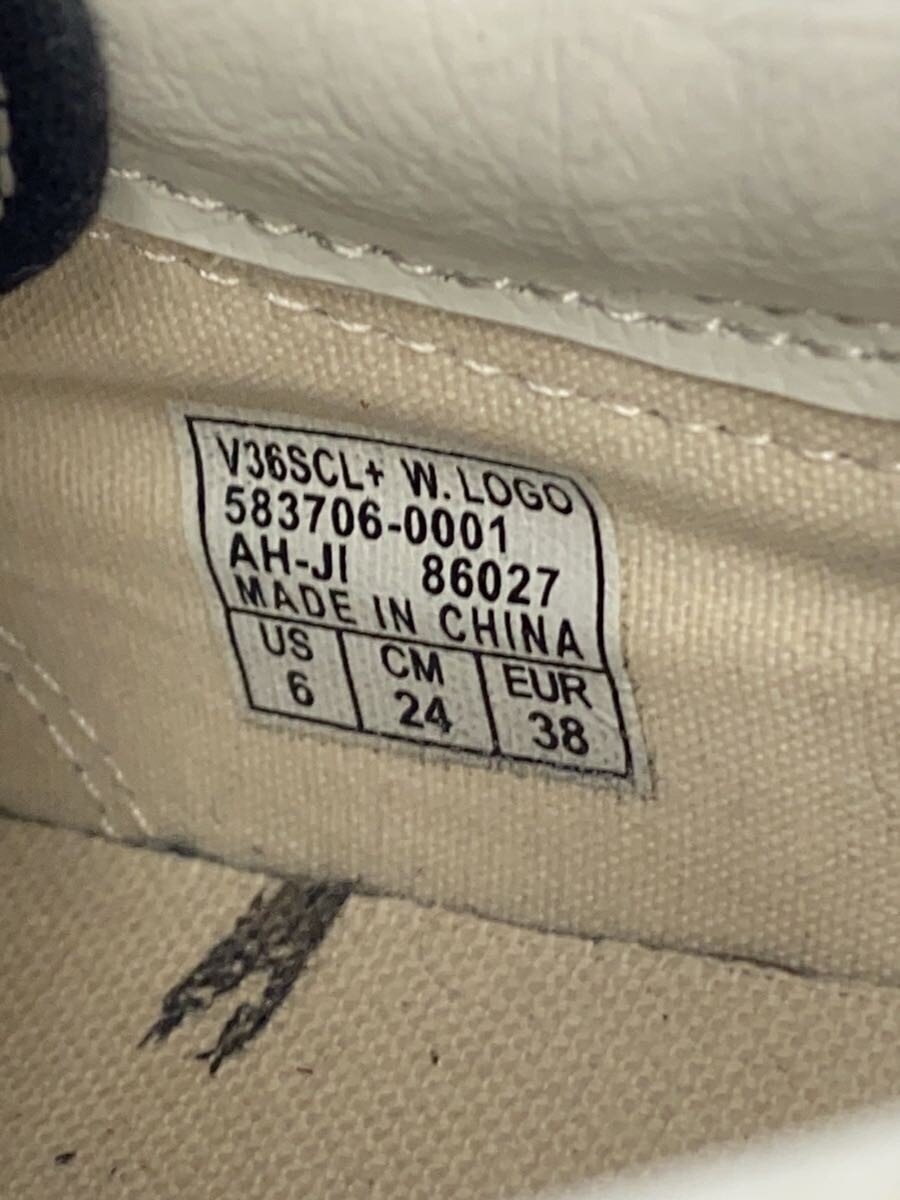 V36SCL+ W.LOGO
583706-0001
AH-JI 86027
MADE IN CHINA
US CM EUR
6 24 38